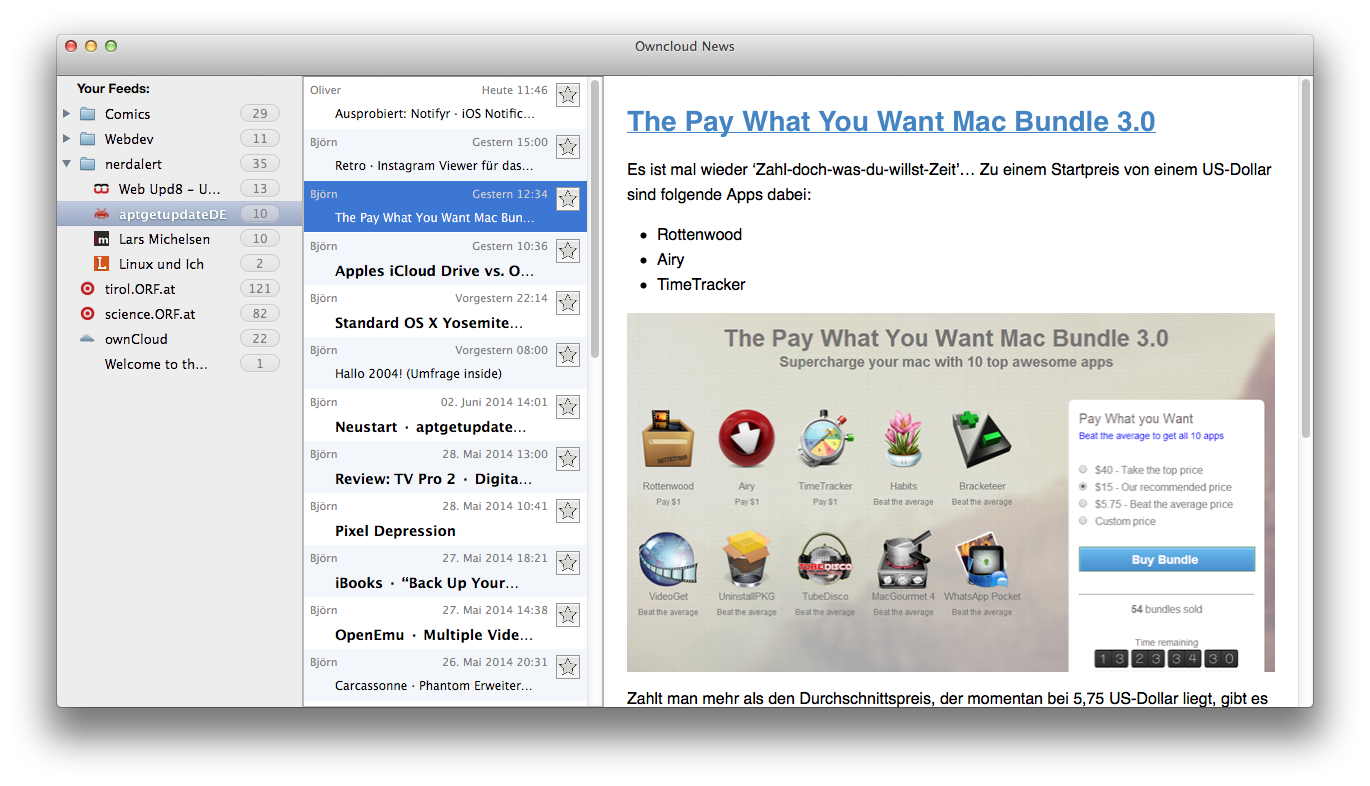 Owncloud News
Your Feeds:
Comics 29
Webdev 11
nerdalert 35
Web Upd8 – U... 13
aptgetupdateDE 10
Lars Michelsen 10
Linux und Ich 2
tirol.ORF.at 121
science.ORF.at 82
ownCloud 22
Welcome to th... 1
Oliver Heute 11:46
Ausprobiert: Notifyr · iOS Notific...
Björn Gestern 15:00
Retro · Instagram Viewer für das...
Björn Gestern 12:34
The Pay What You Want Mac Bun...
Björn Gestern 10:36
Apples iCloud Drive vs. O...
Björn Vorgestern 22:14
Standard OS X Yosemite...
Björn Vorgestern 08:00
Hallo 2004! (Umfrage inside)
Björn 02. Juni 2014 14:01
Neustart · aptgetupdate...
Björn 28. Mai 2014 13:00
Review: TV Pro 2 · Digita...
Björn 28. Mai 2014 10:41
Pixel Depression
Björn 27. Mai 2014 18:21
iBooks · “Back Up Your...
Björn 27. Mai 2014 14:38
OpenEmu · Multiple Vide...
Björn 26. Mai 2014 20:31
Carcassonne · Phantom Erweiter...
The Pay What You Want Mac Bundle 3.0
Es ist mal wieder ‘Zahl-doch-was-du-willst-Zeit’… Zu einem Startpreis von einem US-Dollar
sind folgende Apps dabei:
• Rottenwood
• Airy
• TimeTracker
The Pay What You Want Mac Bundle 3.0
Supercharge your mac with 10 top awesome apps
Rottenwood Airy TimeTracker Habits Bracketeer
Pay $1 Pay $1 Pay $1 Beat the average Beat the average
TUBEDISCO
VideoGet UninstallPKG TubeDisco MacGourmet 4 WhatsApp Pocket
Beat the average Beat the average Beat the average Beat the average Beat the average
Pay What you Want
Beat the average to get all 10 apps
$40 - Take the top price
$15 - Our recommended price
$5.75 - Beat the average price
Custom price
Buy Bundle
54 bundles sold
Time remaining
13 23 34 30
Zahlt man mehr als den Durchschnittspreis, der momentan bei 5,75 US-Dollar liegt, gibt es